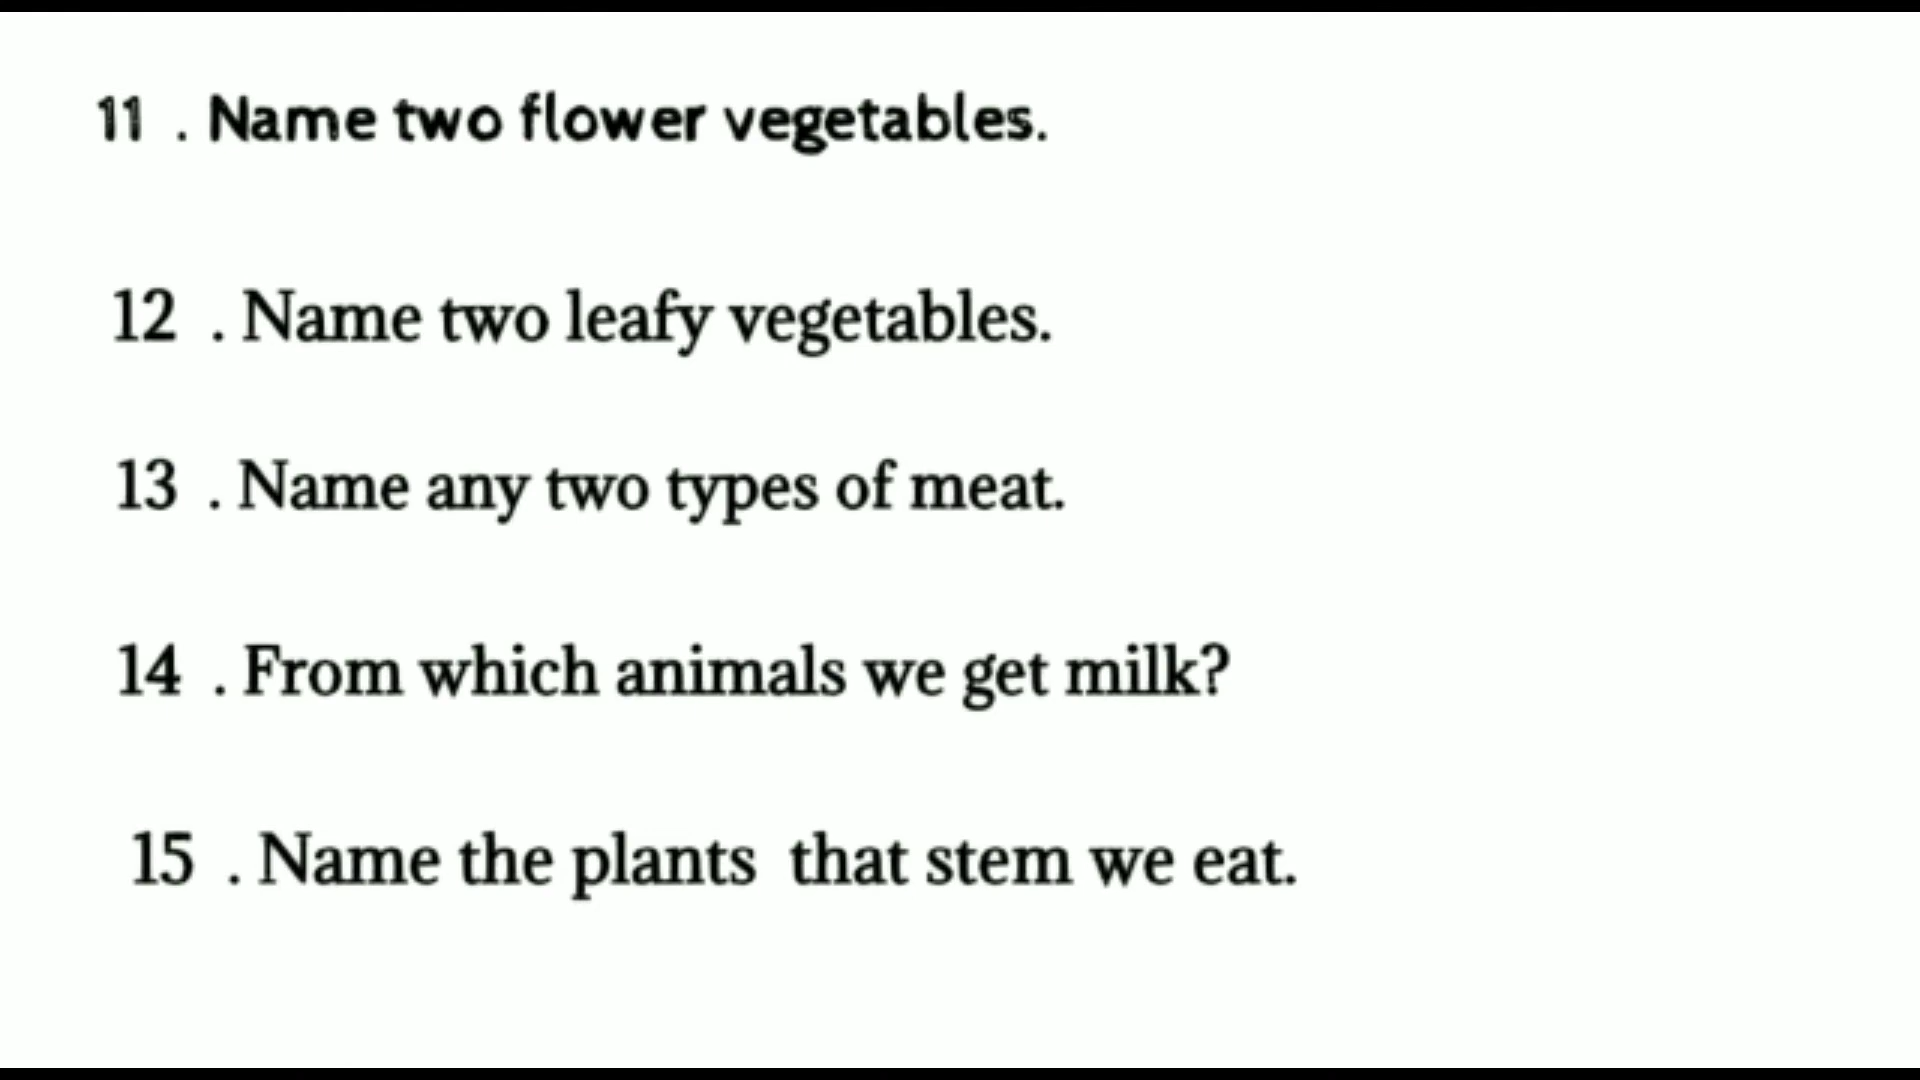 11 . Name two flower vegetables.
12 . Name two leafy vegetables.
13 . Name any two types of meat.
14 . From which animals we get milk?
15 . Name the plants that stem we eat.